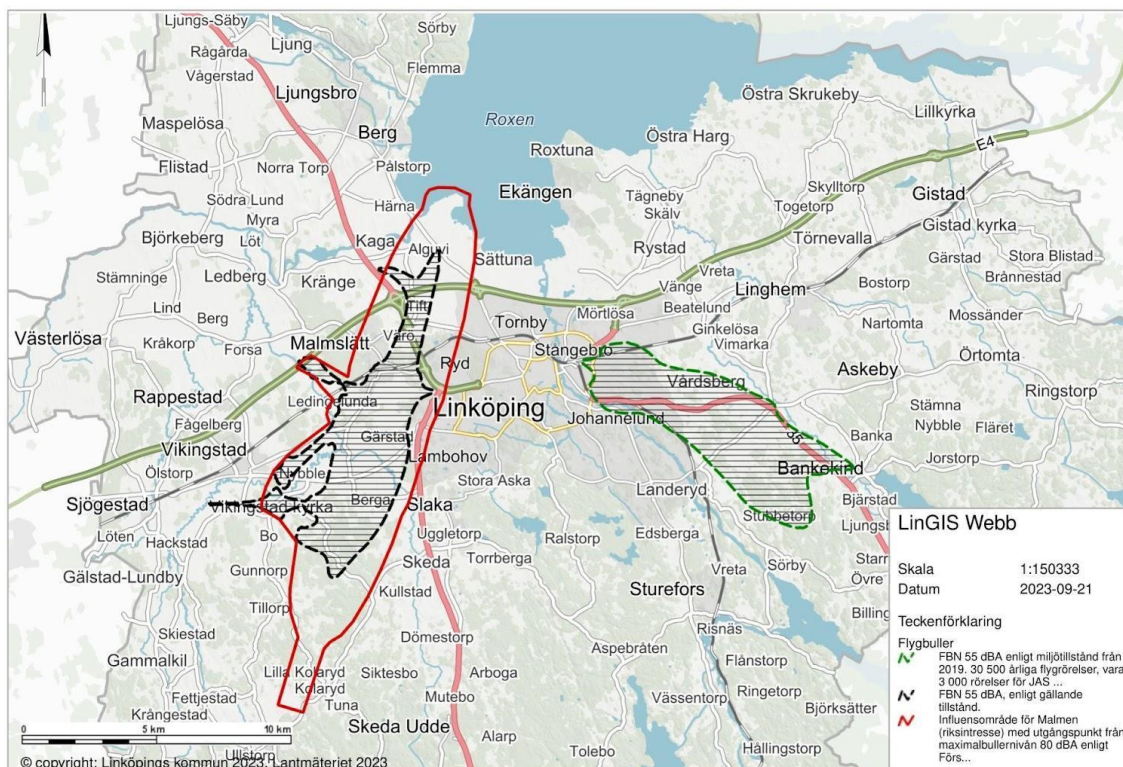 Ljungs-Säby
Ljung
Sörby
Rågårda
Flemma
Vågerstad
Ljungsbro
Östra Skrukeby
Lillkyrka
Maspelösa
Berg
Roxen
Östra Harg
E4
Flistad
Norra Torp
Pålstorp
Roxtuna
Södra Lund
Härna
Ekängen
Tägneby
Skälv
Skylltorp
Gistad
Myra
Togetorp
Björkeberg
Löt
Kaga
Alguvi
Rystad
Törnevalla
Gistad kyrka
Stämninge
Ledberg
Kränge
Sättuna
Vreta
Gärstad
Stora Blistad
Brånnestad
Vänge
Linghem
Bostorp
Lind
Berg
Tift
Mörtlösa
Beatelund
Mossänder
Västerlösa
Kråkorp
Forsa
Malmslätt
Väro
Tornby
Ginkelösa
Nartomta
Stångebro
Vimarka
Örtomta
Ryd
Rappestad
Ledingelunda
Vårdsberg
Askeby
Ringstorp
Fågelberg
Linköping
Johannelund
Stämna
Nybble
Fläret
Vikingstad
Gärstad
35
Banka
Ölstorp
Nybble
Lambohov
Bankekind
Jorstorp
Sjögestad
Vikingstad kyrka
Berga
Slaka
Stora Aska
Landeryd
Bjärstad
Stubbetorp
Löten
Hackstad
Bo
Uggletorp
Ralstorp
Edsberga
Ljungsb
Gälstad-Lundby
Gunnorp
Skeda
Torrberga
Vreta
Sörby
Starr
Övre
Tillorp
Kullstad
Sturefors
Billing
Skiestad
Dömestorp
Risnäs
Gammalkil
Lilla Kolaryd
Siktesbo
Arboga
Aspebråten
Flånstorp
Kolaryd
Fettjestad
Tuna
Mutebo
Vässentorp
Ringetorp
Krångestad
Skeda Udde
Alarp
Björksätter
Ullstorp
Tolebo
Hållingstorp
0
5 km
10 km
© copyright: Linköpings kommun 2023, Lantmäteriet 2023
LinGIS Webb
Skala 1:150333
Datum 2023-09-21
Teckenförklaring
Flygbuller
FBN 55 dBA enligt miljötillstånd från
2019. 30 500 årliga flygrörelser, vara
3 000 rörelser för JAS ...
FBN 55 dBA, enligt gällande
tillstånd.
Influensområde för Malmen
(riksintresse) med utgångspunkt från
maximalbullernivån 80 dBA enligt
Förs...